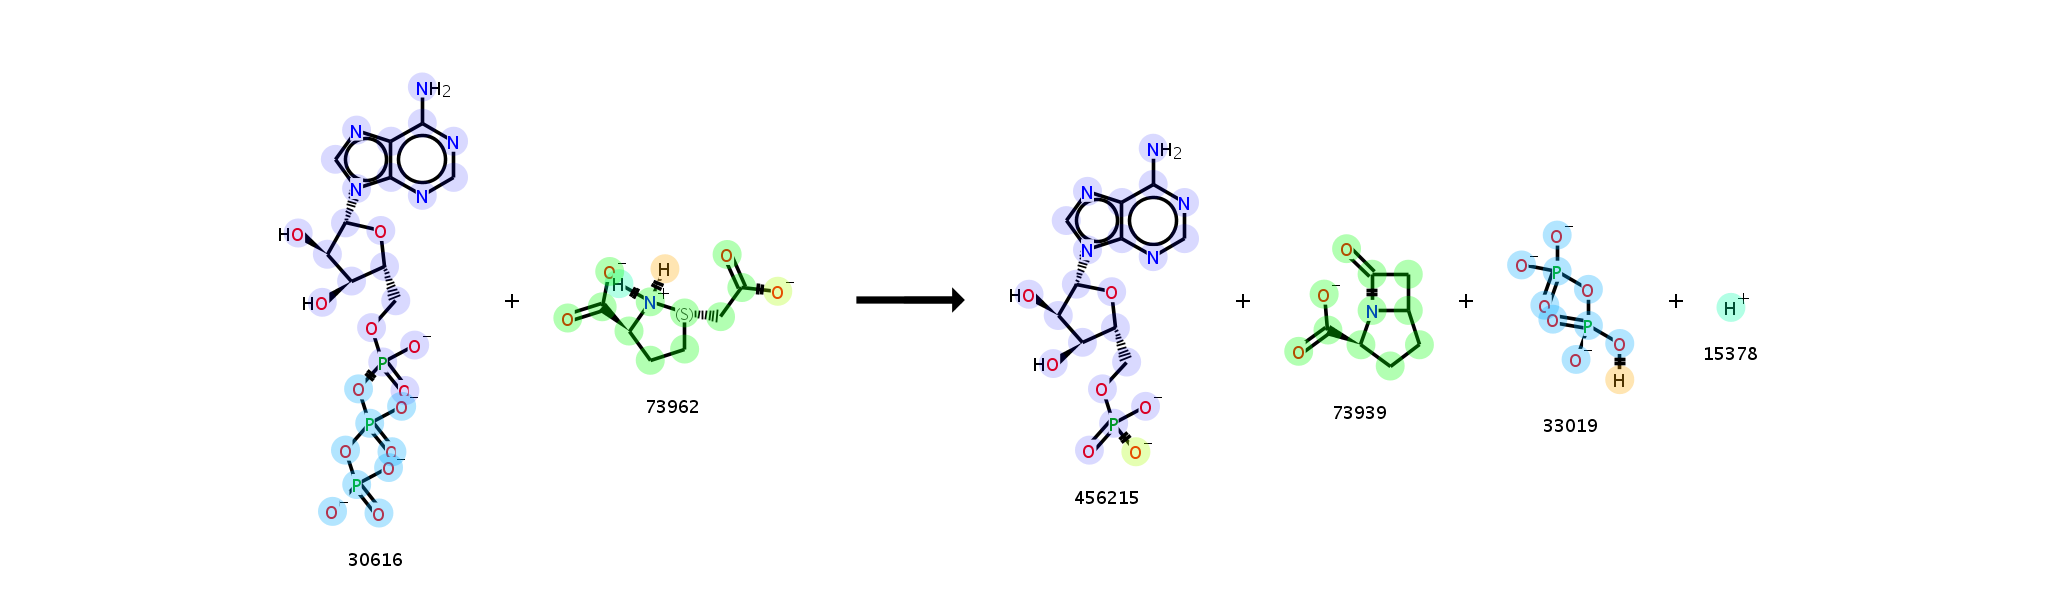 NH2
N
N
N
N
HO
O
HO
O
P
O−
O
O
P
O−
O
O
P
O−
O−
O
30616
+
O−
H
H
N+
(S)
O
O
O−
73962
+
NH2
N
N
N
N
HO
O
HO
O
P
O−
O
O−
456215
+
O
O−
N
O
73939
+
O−
O−
P
O
O
O
P
O
O−
H
33019
+
H+
15378